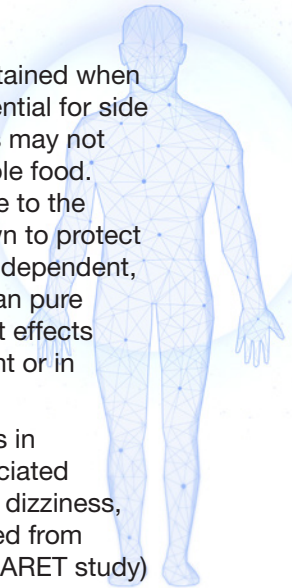 tained when
ential for side
s may not
ole food.
e to the
wn to protect
dependent,
an pure
t effects
nt or in
s in
ciated
dizziness,
ed from
ARET study)